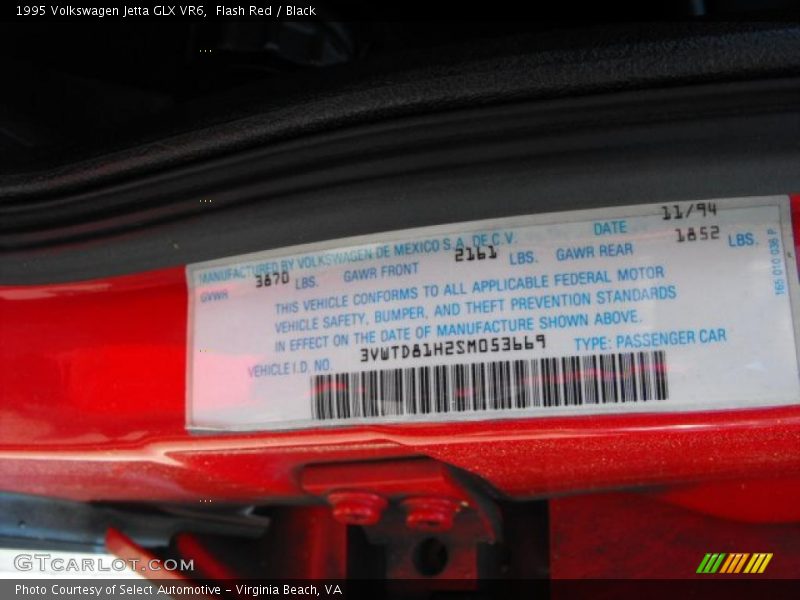 1995 Volkswagen Jetta GLX VR6,  Flash Red / Black
MANUFACTURED BY VOLKSWAGEN DE MEXICO S.A. DE C.V. DATE 11/94
GVWR 3870 LBS. GAWR FRONT 2161 LBS. GAWR REAR 1852 LBS.
THIS VEHICLE CONFORMS TO ALL APPLICABLE FEDERAL MOTOR
VEHICLE SAFETY, BUMPER, AND THEFT PREVENTION STANDARDS
IN EFFECT ON THE DATE OF MANUFACTURE SHOWN ABOVE.
VEHICLE I.D. NO. 3VWTD81H2SM053669 TYPE: PASSENGER CAR
165 010 036 P
GTCARLOT.COM
Photo Courtesy of Select Automotive – Virginia Beach, VA